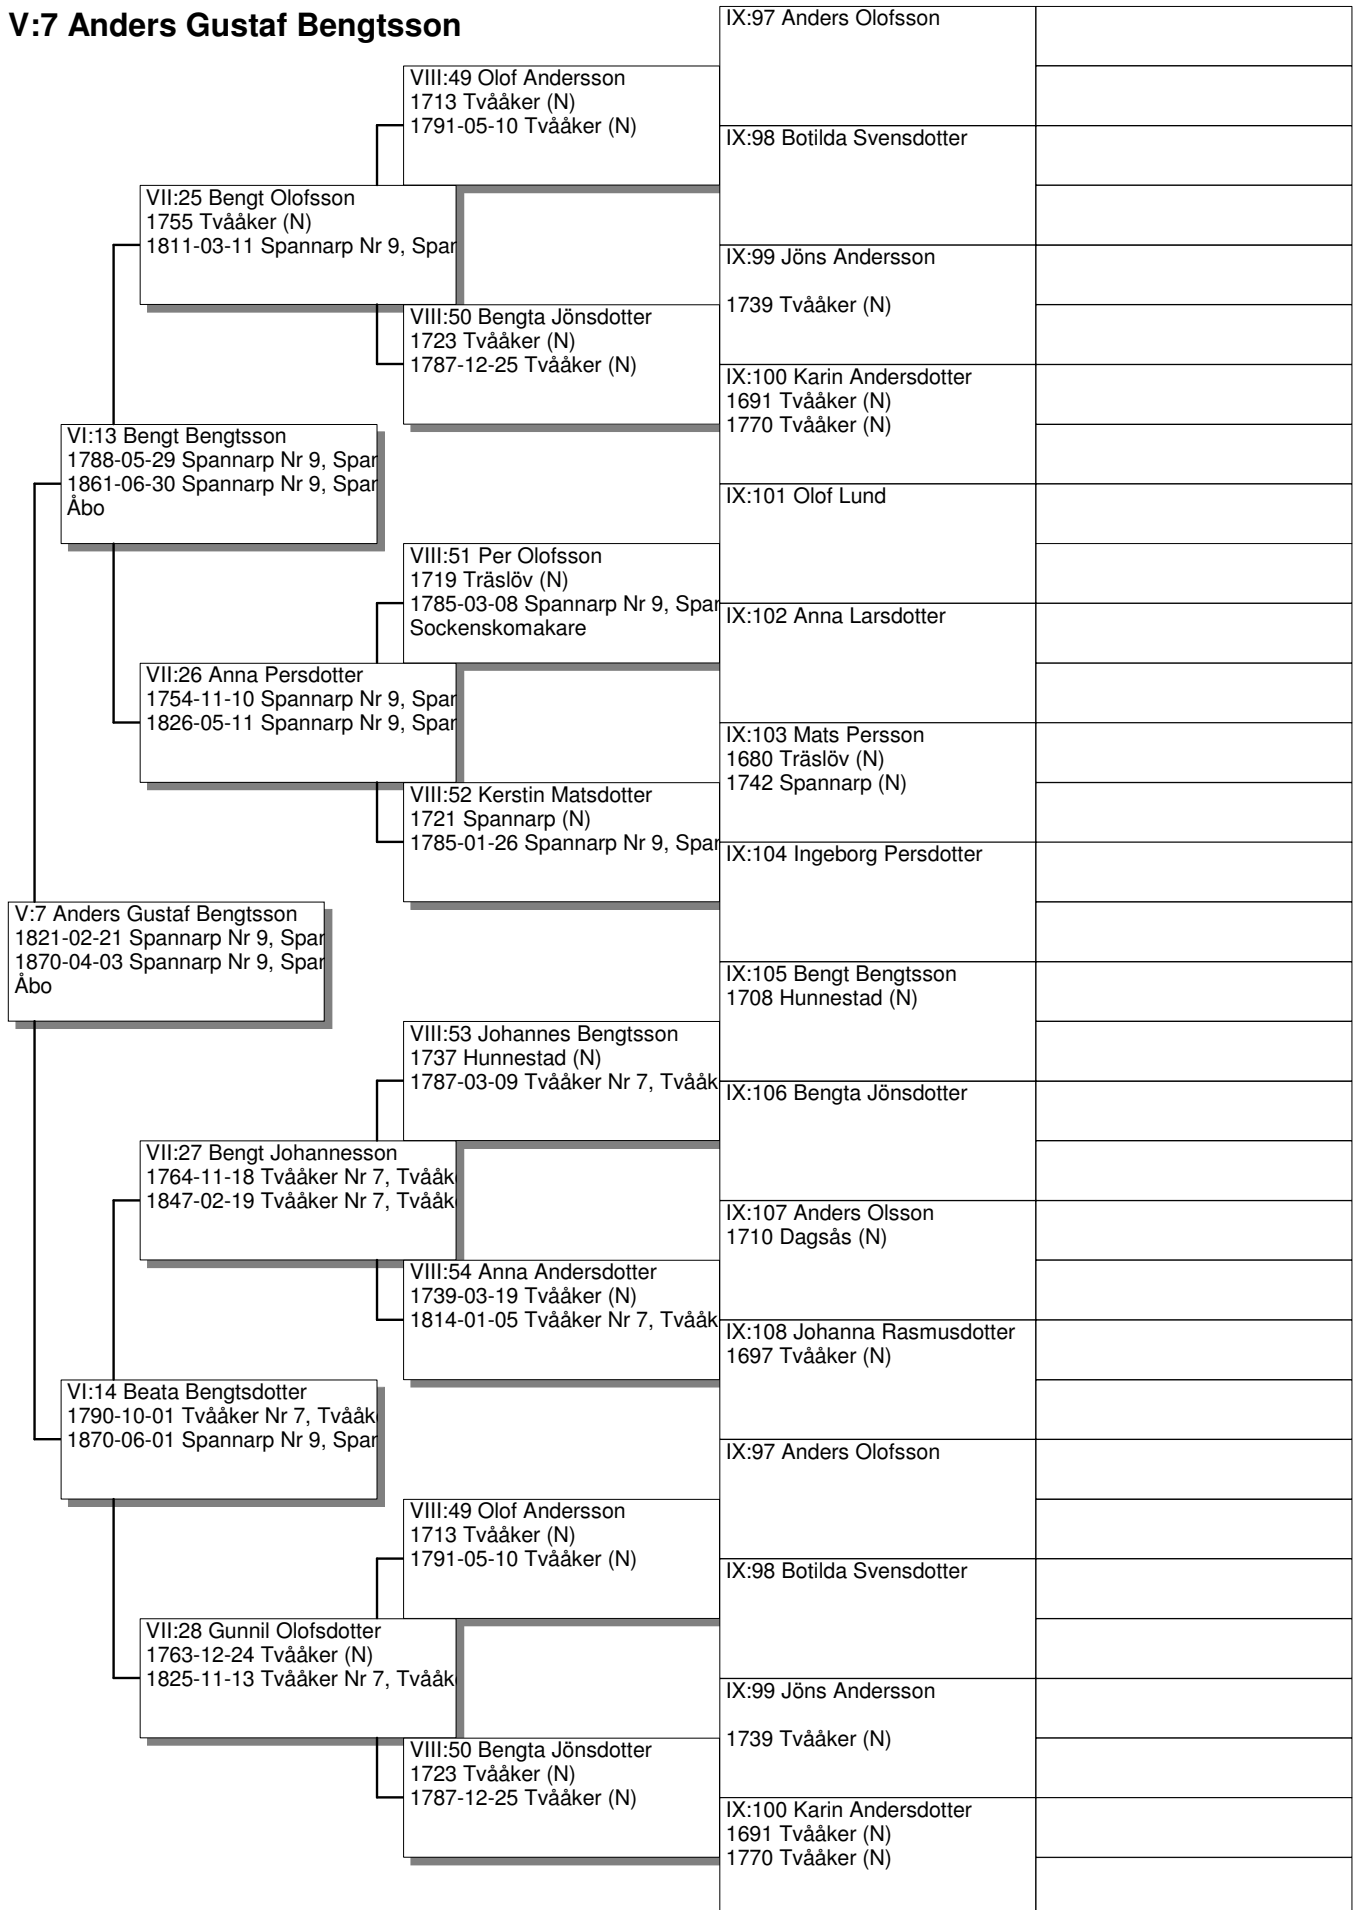 V:7 Anders Gustaf Bengtsson
V:7 Anders Gustaf Bengtsson
1821-02-21 Spannarp Nr 9, Spar
1870-04-03 Spannarp Nr 9, Spar
Åbo
VI:13 Bengt Bengtsson
1788-05-29 Spannarp Nr 9, Spar
1861-06-30 Spannarp Nr 9, Spar
Åbo
VI:14 Beata Bengtsdotter
1790-10-01 Tvååker Nr 7, Tvååk
1870-06-01 Spannarp Nr 9, Spar
VII:25 Bengt Olofsson
1755 Tvååker (N)
1811-03-11 Spannarp Nr 9, Spar
VII:26 Anna Persdotter
1754-11-10 Spannarp Nr 9, Spar
1826-05-11 Spannarp Nr 9, Spar
VII:27 Bengt Johannesson
1764-11-18 Tvååker Nr 7, Tvååk
1847-02-19 Tvååker Nr 7, Tvååk
VII:28 Gunnil Olofsdotter
1763-12-24 Tvååker (N)
1825-11-13 Tvååker Nr 7, Tvååk
VIII:49 Olof Andersson
1713 Tvååker (N)
1791-05-10 Tvååker (N)
VIII:50 Bengta Jönsdotter
1723 Tvååker (N)
1787-12-25 Tvååker (N)
VIII:51 Per Olofsson
1719 Träslöv (N)
1785-03-08 Spannarp Nr 9, Spar
Sockenskomakare
VIII:52 Kerstin Matsdotter
1721 Spannarp (N)
1785-01-26 Spannarp Nr 9, Spar
VIII:53 Johannes Bengtsson
1737 Hunnestad (N)
1787-03-09 Tvååker Nr 7, Tvååk
VIII:54 Anna Andersdotter
1739-03-19 Tvååker (N)
1814-01-05 Tvååker Nr 7, Tvååk
VIII:49 Olof Andersson
1713 Tvååker (N)
1791-05-10 Tvååker (N)
VIII:50 Bengta Jönsdotter
1723 Tvååker (N)
1787-12-25 Tvååker (N)
IX:97 Anders Olofsson
IX:98 Botilda Svensdotter
IX:99 Jöns Andersson
1739 Tvååker (N)
IX:100 Karin Andersdotter
1691 Tvååker (N)
1770 Tvååker (N)
IX:101 Olof Lund
IX:102 Anna Larsdotter
IX:103 Mats Persson
1680 Träslöv (N)
1742 Spannarp (N)
IX:104 Ingeborg Persdotter
IX:105 Bengt Bengtsson
1708 Hunnestad (N)
IX:106 Bengta Jönsdotter
IX:107 Anders Olsson
1710 Dagsås (N)
IX:108 Johanna Rasmusdotter
1697 Tvååker (N)
IX:97 Anders Olofsson
IX:98 Botilda Svensdotter
IX:99 Jöns Andersson
1739 Tvååker (N)
IX:100 Karin Andersdotter
1691 Tvååker (N)
1770 Tvååker (N)